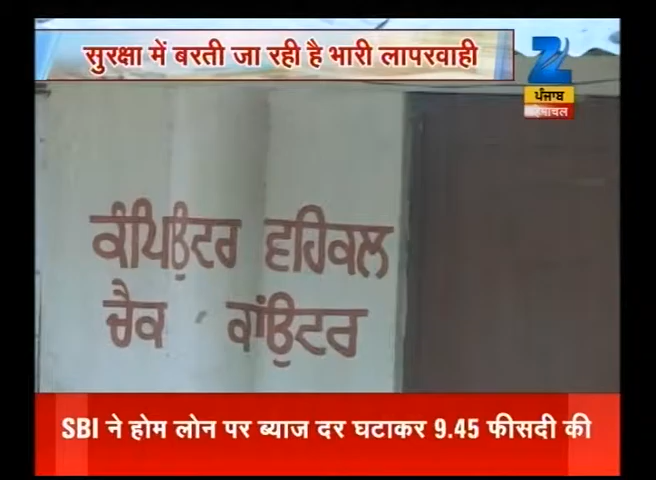 सुरक्षा में बरती जा रही है भारी लापरवाही
ਪੰਜਾਬ
हिमाचल
ਕੰਪਿਊਟਰ ਵਹਿਕਲ
ਚੈਕ ਕਾਂਊਟਰ
SBI ने होम लोन पर ब्याज दर घटाकर 9.45 फीसदी की